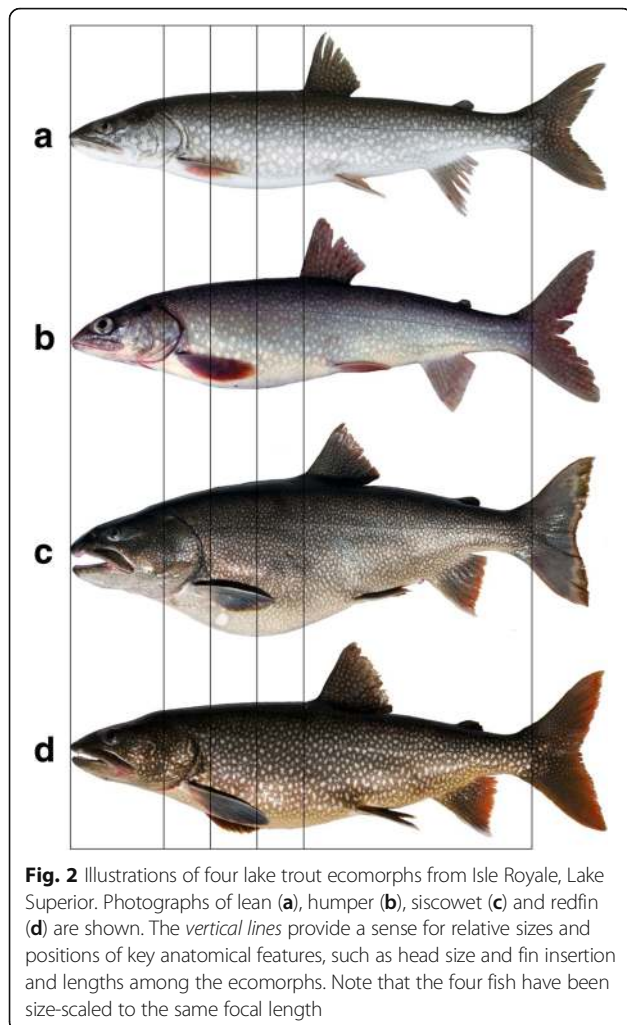 a
b
c
d
Fig. 2 Illustrations of four lake trout ecomorphs from Isle Royale, Lake
Superior. Photographs of lean (a), humper (b), siscowet (c) and redfin
(d) are shown. The vertical lines provide a sense for relative sizes and
positions of key anatomical features, such as head size and fin insertion
and lengths among the ecomorphs. Note that the four fish have been
size-scaled to the same focal length